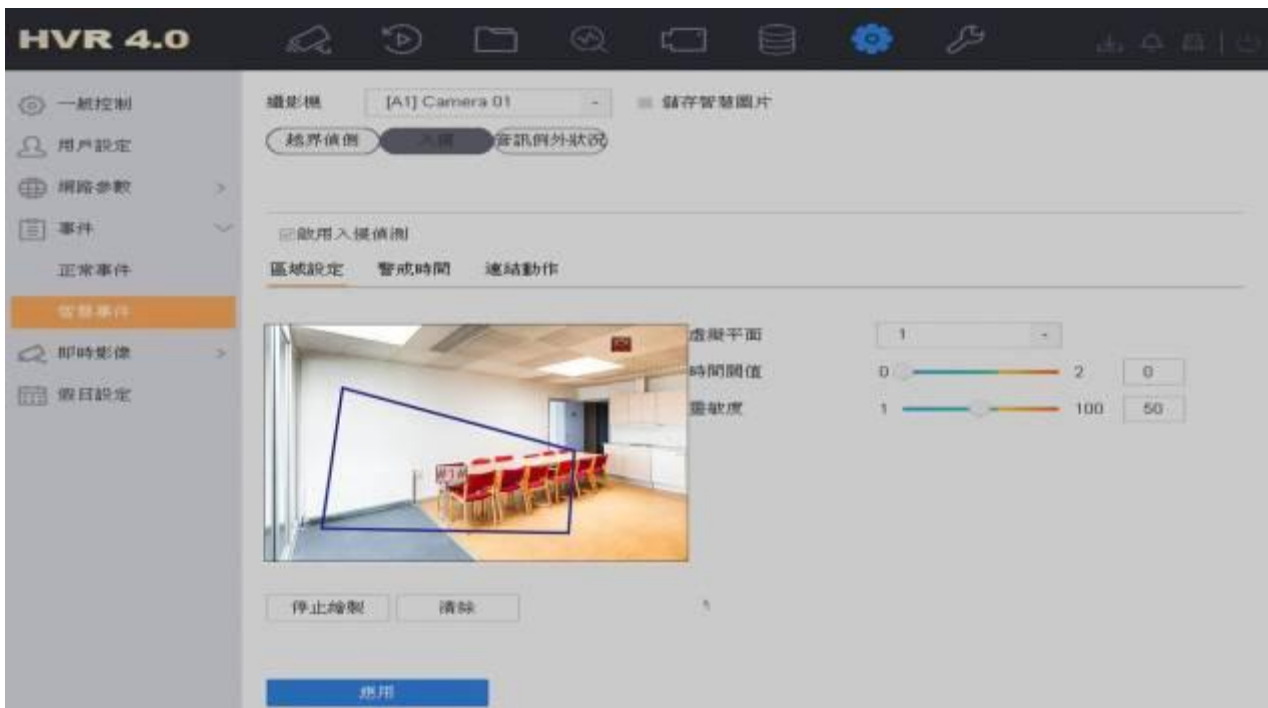 HVR 4.0
一般控制
用戶設定
網路參數
事件
正常事件
智慧事件
即時影像
假日設定
攝影機 [A1] Camera 01 儲存智慧圖片
越界偵側 入侵 音訊例外狀況
啟用入侵偵測
區域設定 警戒時間 連結動作
虛擬平面 1
時間閥值 0 2 0
靈敏度 1 100 50
#1#
停止繪製 清除
應用